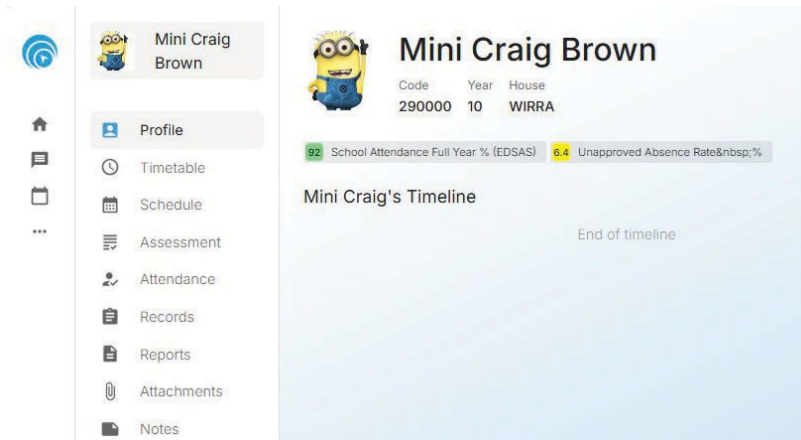 Mini Craig
Brown
Profile
Timetable
Schedule
Assessment
Attendance
Records
Reports
Attachments
Notes
Mini Craig Brown
Code Year House
290000 10 WIRRA
92 School Attendance Full Year % (EDSAS) 6.4 Unapproved Absence Rate&nbsp;%
Mini Craig's Timeline
End of timeline